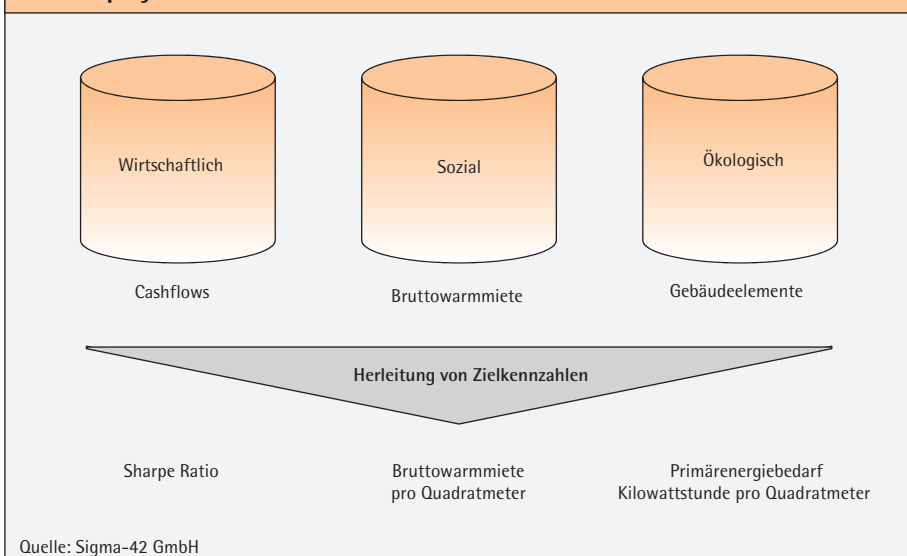 Wirtschaftlich
Sozial
Ökologisch
Cashflows
Bruttowarmmiete
Gebäudeelemente
Herleitung von Zielkennzahlen
Sharpe Ratio
Bruttowarmmiete
pro Quadratmeter
Primärenergiebedarf
Kilowattstunde pro Quadratmeter
Quelle: Sigma-42 GmbH